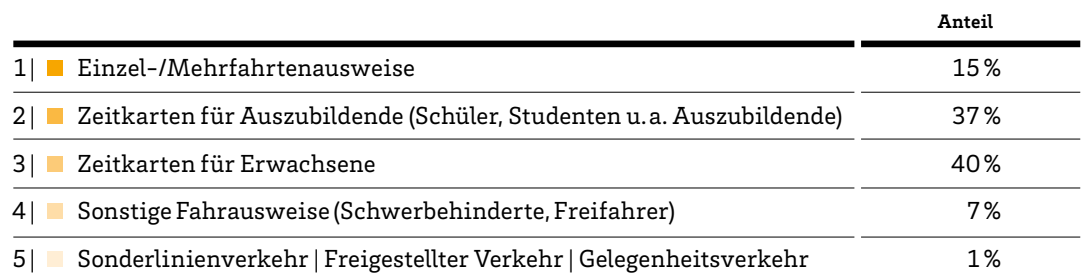 Anteil
1| Einzel-/Mehrfahrtenausweise 15 %
2| Zeitkarten für Auszubildende (Schüler, Studenten u. a. Auszubildende) 37 %
3| Zeitkarten für Erwachsene 40 %
4| Sonstige Fahrausweise (Schwerbehinderte, Freifahrer) 7 %
5| Sonderlinienverkehr | Freigestellter Verkehr | Gelegenheitsverkehr 1 %